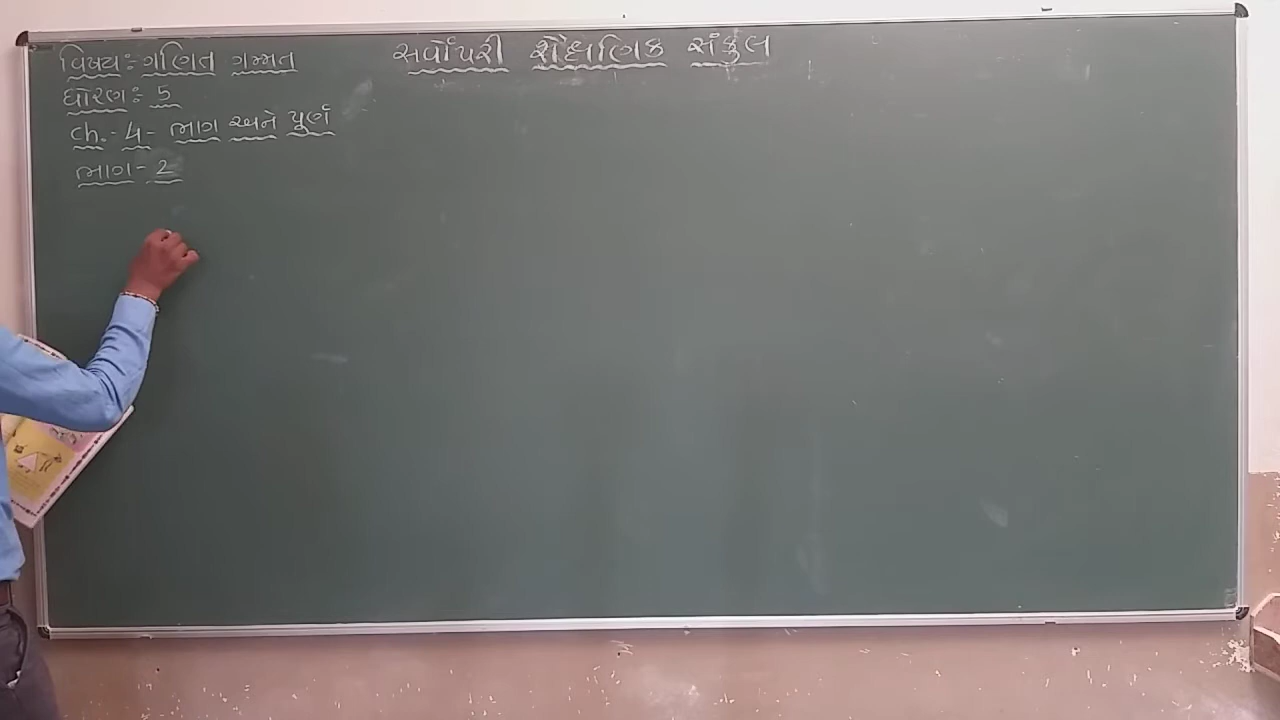 સર્વોપરી શૈક્ષણિક સંકુલ
વિષય:- ગણિત ગમ્મત
ધોરણ:- 5
ch.- 4- ભાગ અને પૂર્ણ
ભાગ- 2